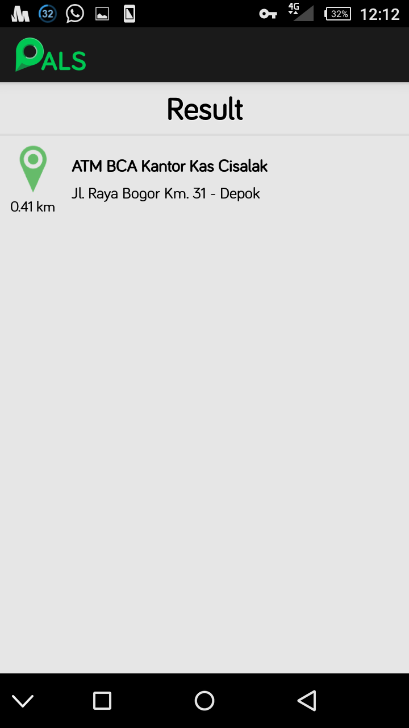 32
4G
32%
12:12
PALS
Result
ATM BCA Kantor Kas Cisalak
Jl. Raya Bogor Km. 31 - Depok
0.41 km